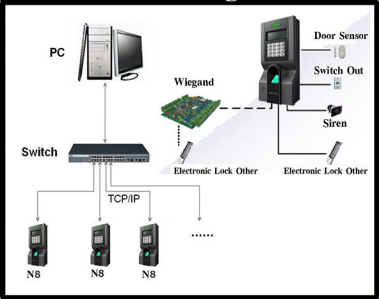 Door Sensor
PC
Switch Out
Wiegand
Siren
Switch
Electronic Lock Other
Electronic Lock Other
TCP/IP
......
N8
N8
N8